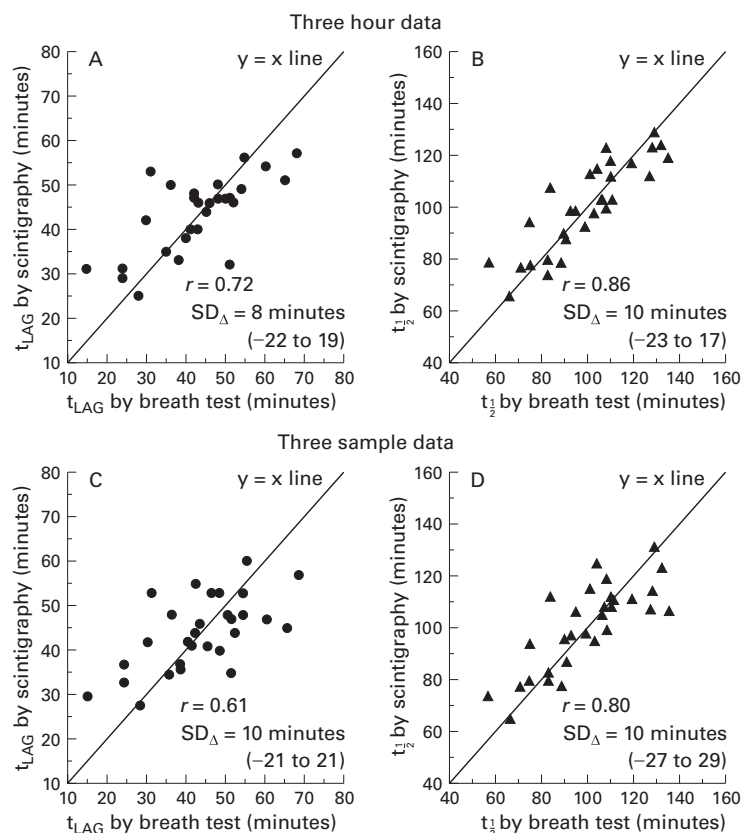 Three hour data
A
y = x line
80
70
60
50
40
30
20
10
t_LAG by scintigraphy (minutes)
r = 0.72
SD_Δ = 8 minutes
(−22 to 19)
10 20 30 40 50 60 70 80
t_LAG by breath test (minutes)
B
y = x line
160
140
120
100
80
60
40
t_½ by scintigraphy (minutes)
r = 0.86
SD_Δ = 10 minutes
(−23 to 17)
40 60 80 100 120 140 160
t_½ by breath test (minutes)
Three sample data
C
y = x line
80
70
60
50
40
30
20
10
t_LAG by scintigraphy (minutes)
r = 0.61
SD_Δ = 10 minutes
(−21 to 21)
10 20 30 40 50 60 70 80
t_LAG by breath test (minutes)
D
y = x line
160
140
120
100
80
60
40
t_½ by scintigraphy (minutes)
r = 0.80
SD_Δ = 10 minutes
(−27 to 29)
40 60 80 100 120 140 160
t_½ by breath test (minutes)